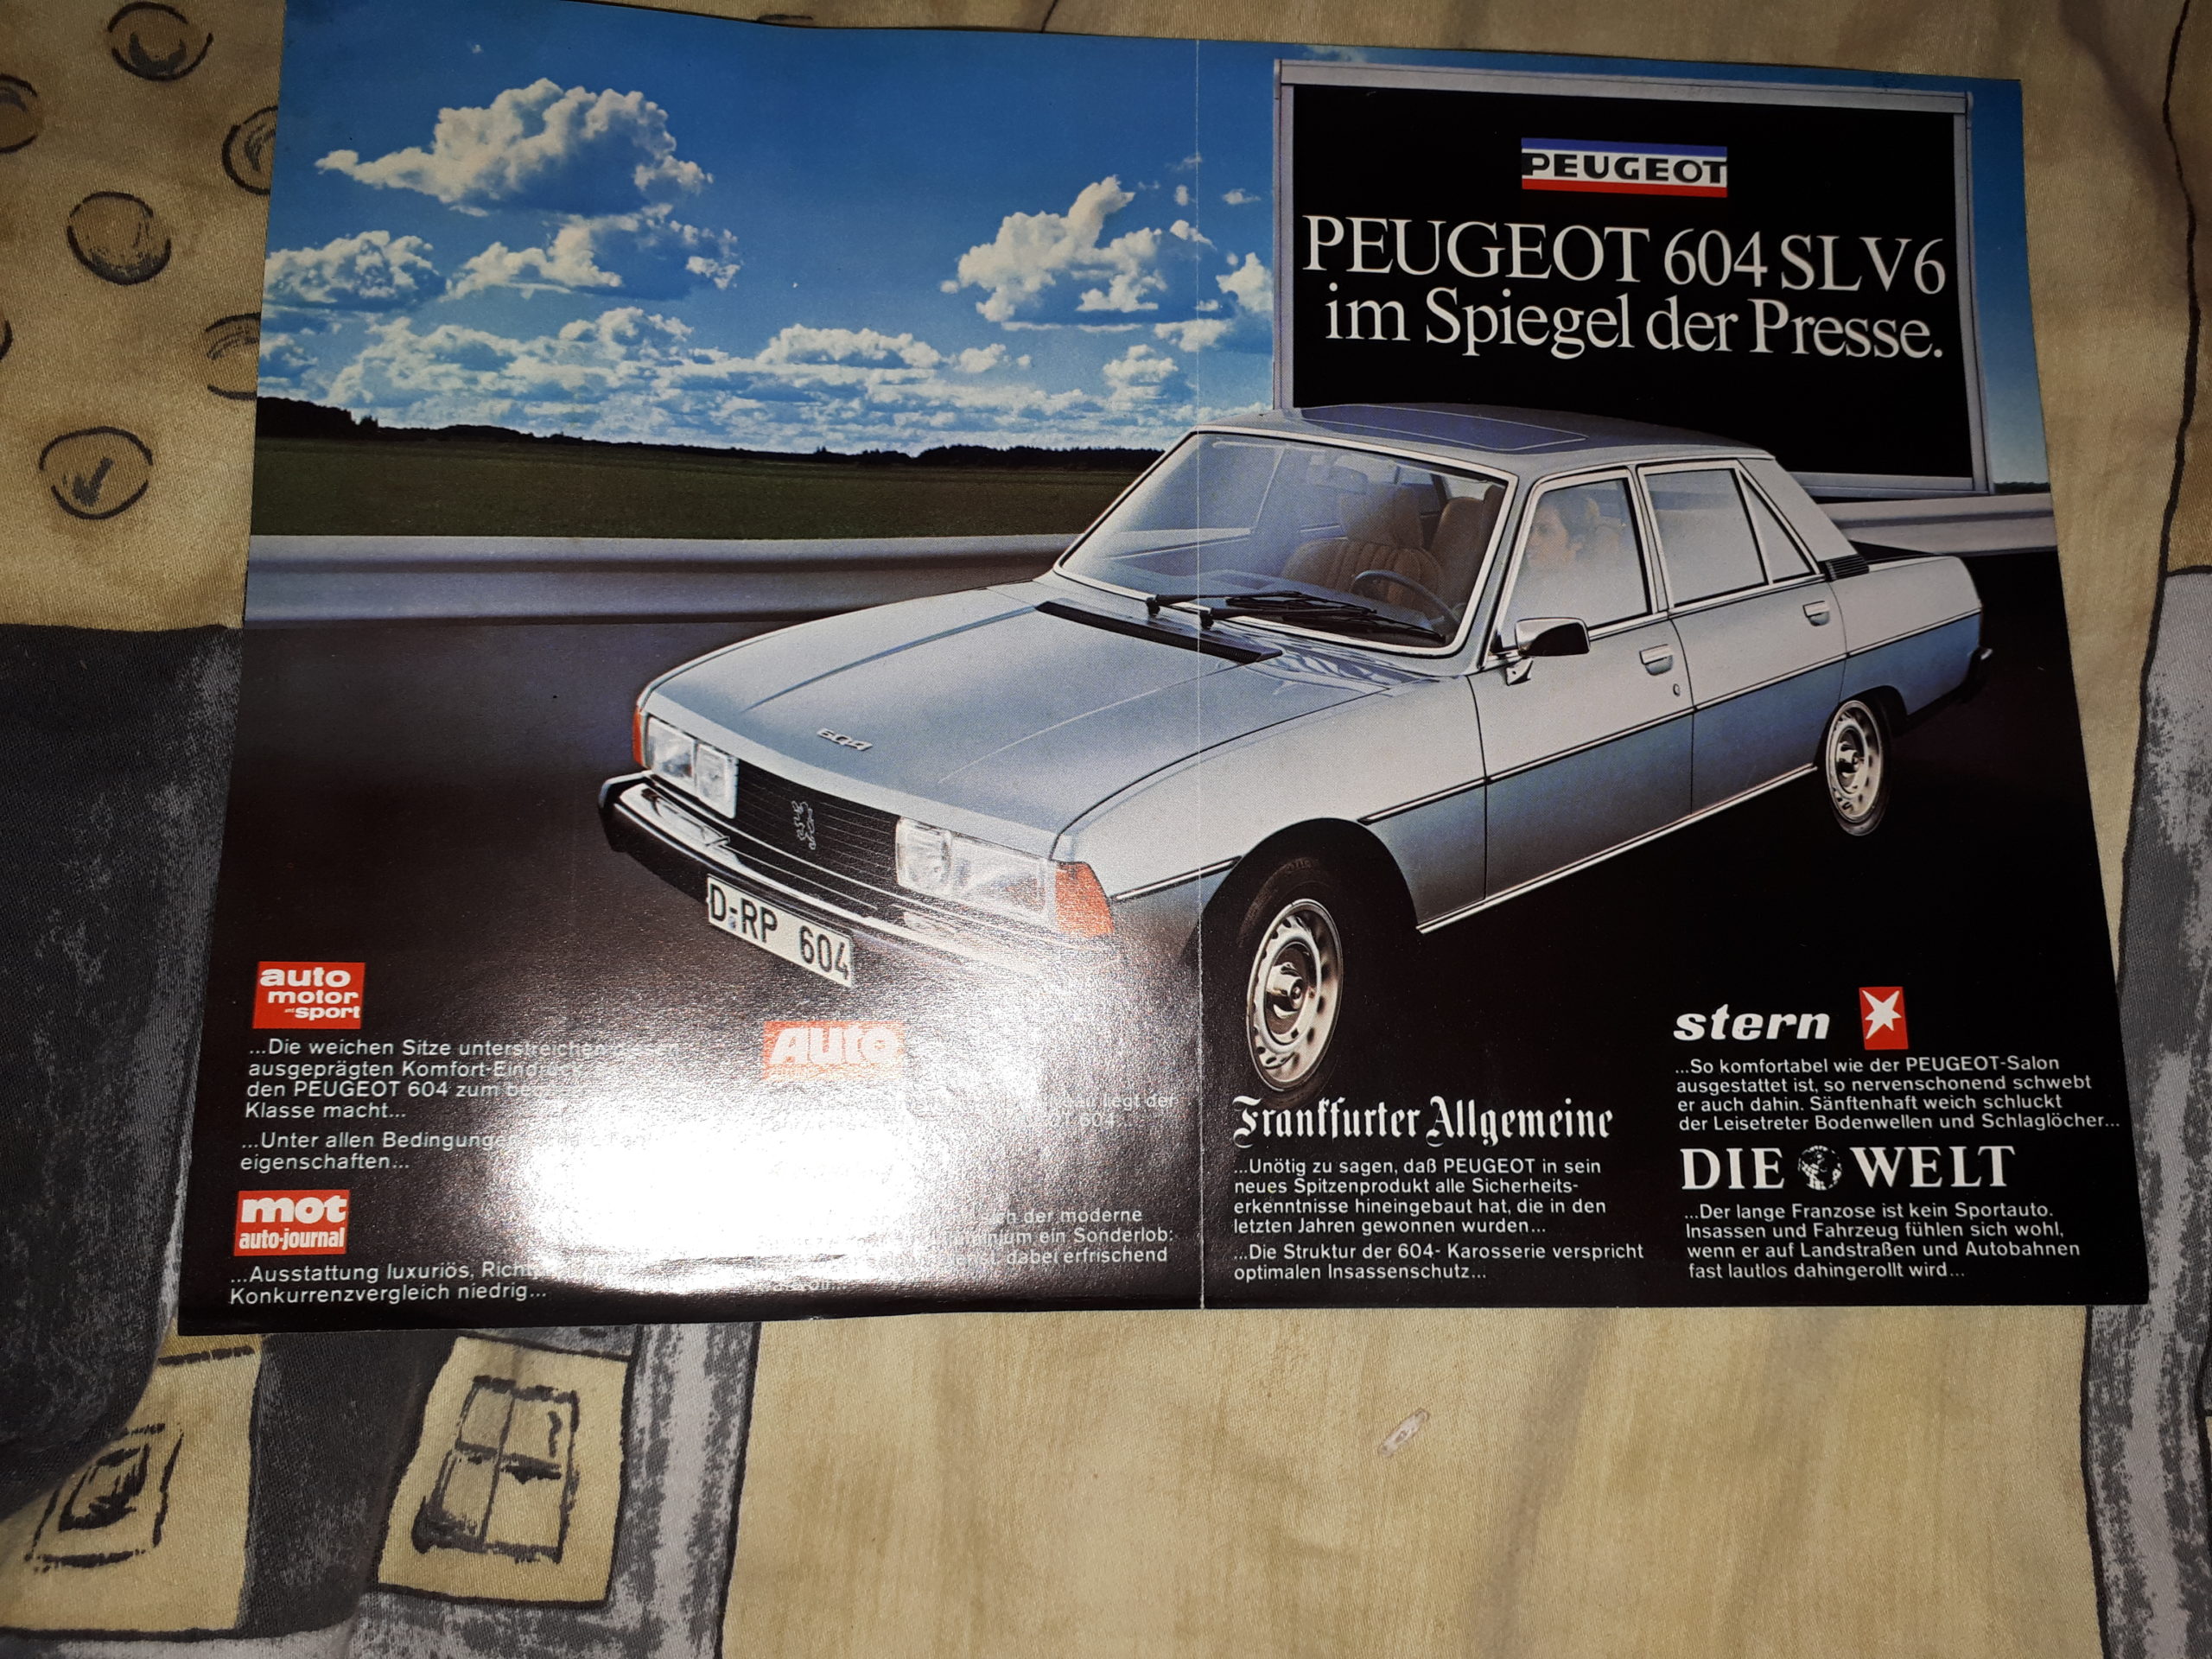 PEUGEOT
PEUGEOT 604 SL V6
im Spiegel der Presse.
604
D-RP 604
auto
motor
und
sport
...Die weichen Sitze unterstreichen diesen
ausgeprägten Komfort-Eindruck
den PEUGEOT 604 zum
Klasse macht...
...Unter allen Bedingungen
eigenschaften...
mot
auto-journal
...Ausstattung luxuriös,
Konkurrenzvergleich niedrig...
AUTO
liegt der
604...
der moderne
ein Sonderlob:
dabei erfrischend
Frankfurter Allgemeine
...Unötig zu sagen, daß PEUGEOT in sein
neues Spitzenprodukt alle Sicherheits-
erkenntnisse hineingebaut hat, die in den
letzten Jahren gewonnen wurden...
...Die Struktur der 604- Karosserie verspricht
optimalen Insassenschutz...
stern
...So komfortabel wie der PEUGEOT-Salon
ausgestattet ist, so nervenschonend schwebt
er auch dahin. Sänftenhaft weich schluckt
der Leisetreter Bodenwellen und Schlaglöcher...
DIE WELT
...Der lange Franzose ist kein Sportauto.
Insassen und Fahrzeug fühlen sich wohl,
wenn er auf Landstraßen und Autobahnen
fast lautlos dahingerollt wird...